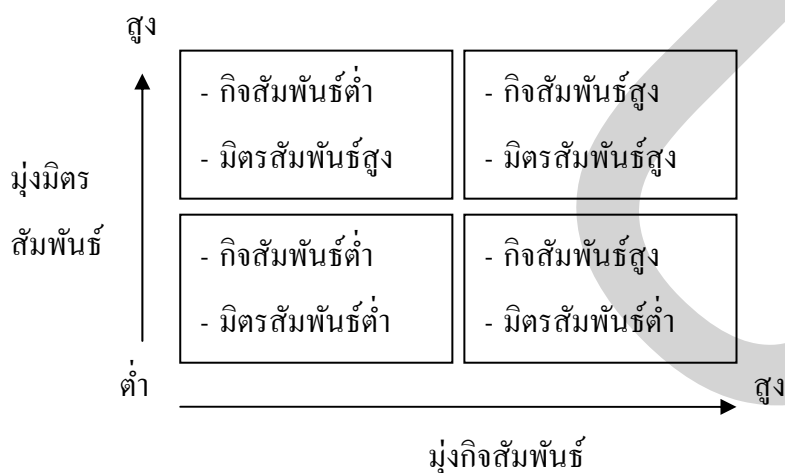 สูง
- กิจสัมพันธ์ต่ำ
- มิตรสัมพันธ์สูง
- กิจสัมพันธ์สูง
- มิตรสัมพันธ์สูง
มุ่งมิตร
สัมพันธ์
- กิจสัมพันธ์ต่ำ
- มิตรสัมพันธ์ต่ำ
- กิจสัมพันธ์สูง
- มิตรสัมพันธ์ต่ำ
ต่ำ
สูง
มุ่งกิจสัมพันธ์